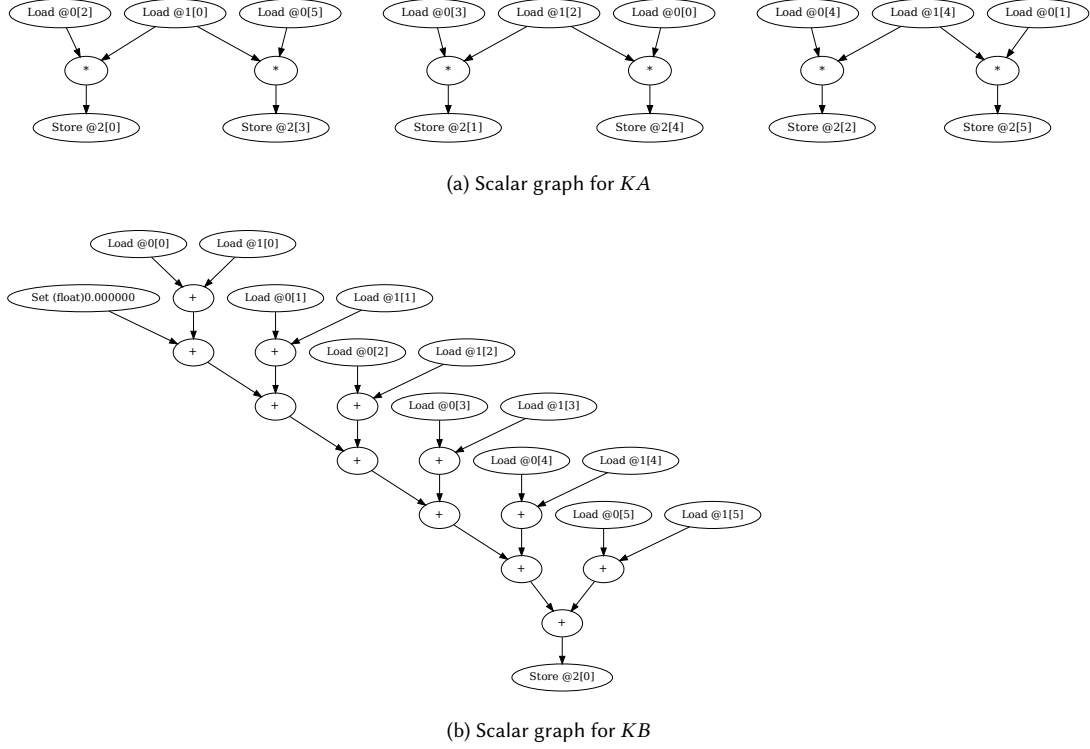 Load @0[2] Load @1[0] Load @0[5] Load @0[3] Load @1[2] Load @0[0] Load @0[4] Load @1[4] Load @0[1]
* * * * * *
Store @2[0] Store @2[3] Store @2[1] Store @2[4] Store @2[2] Store @2[5]
(a) Scalar graph for KA
Load @0[0] Load @1[0]
Set (float)0.000000 + Load @0[1] Load @1[1]
+ + Load @0[2] Load @1[2]
+ + Load @0[3] Load @1[3]
+ + Load @0[4] Load @1[4]
+ + Load @0[5] Load @1[5]
+ +
+
Store @2[0]
(b) Scalar graph for KB